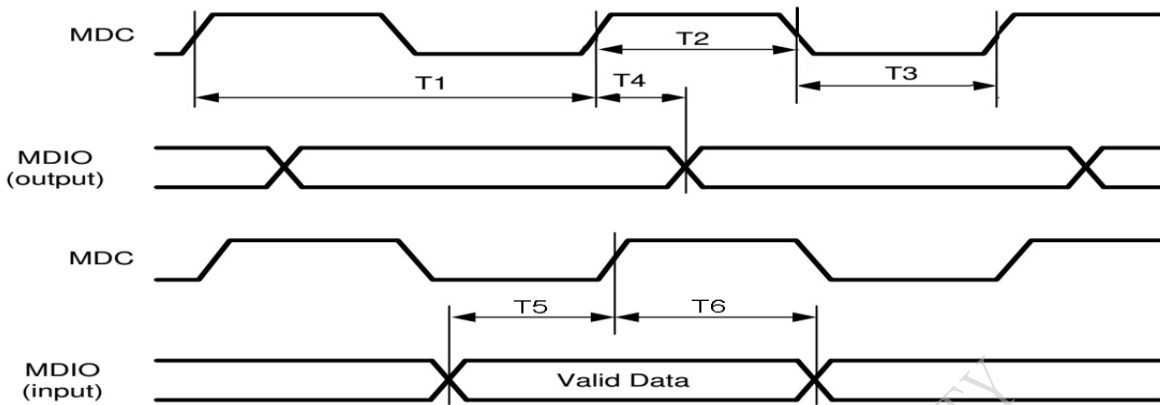 MDC
T1
T2
T3
T4
MDIO
(output)
MDC
T5
T6
MDIO
(input)
Valid Data